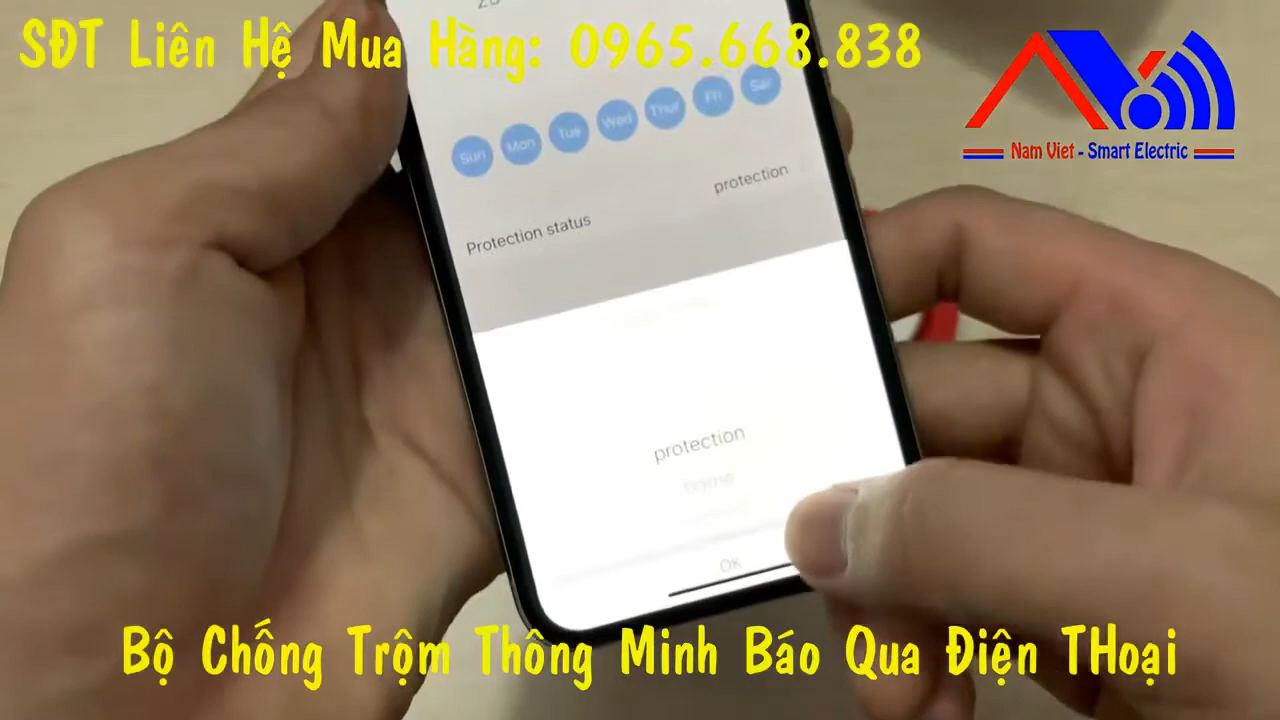 SĐT Liên Hệ Mua Hàng: 0965.668.838
Nam Viet - Smart Electric
Sun Mon Tue Wed Thur Fri Sat
protection
Protection status
protection
OK
Bộ Chống Trộm Thông Minh Báo Qua Điện THoại